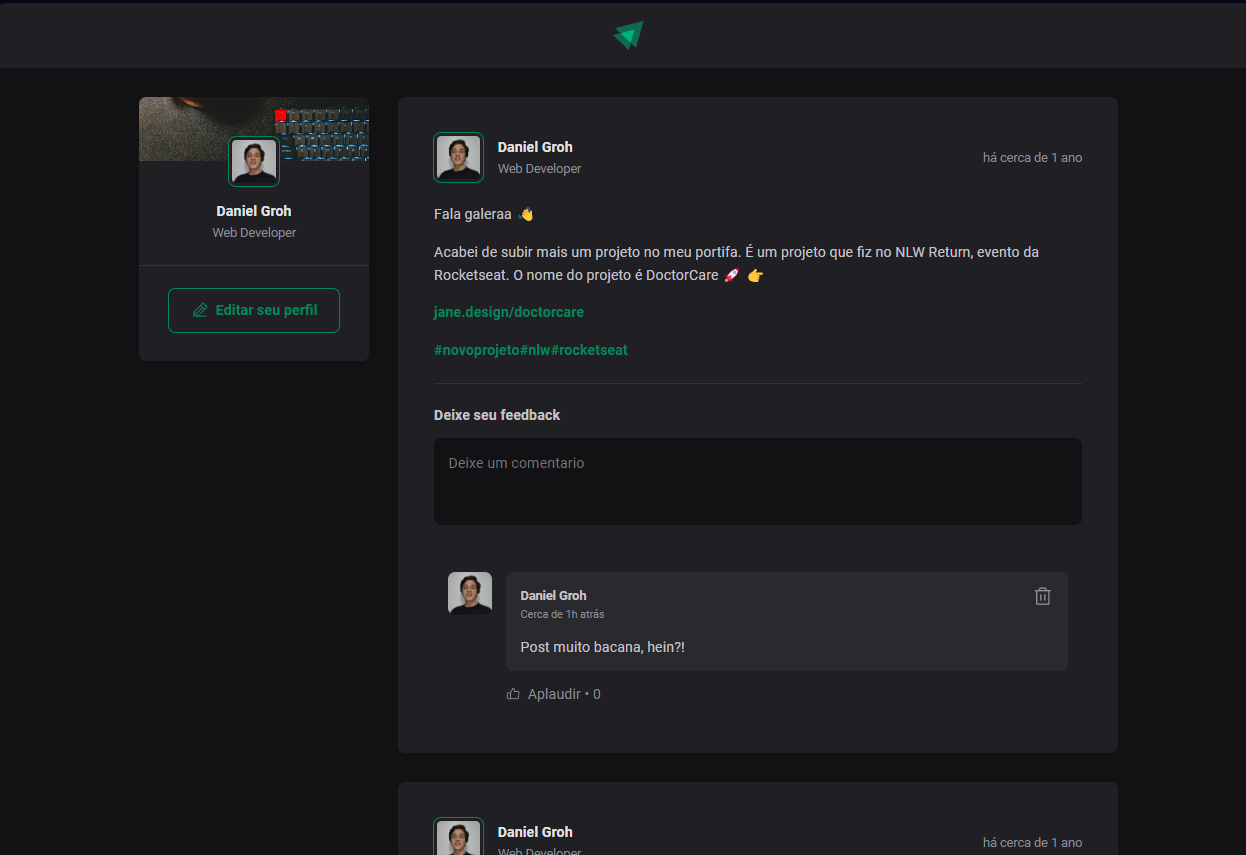 Daniel Groh
Web Developer
Editar seu perfil
Daniel Groh
Web Developer
há cerca de 1 ano
Fala galeraa 👋
Acabei de subir mais um projeto no meu portifa. É um projeto que fiz no NLW Return, evento da
Rocketseat. O nome do projeto é DoctorCare 🚀 👉
jane.design/doctorcare
#novoprojeto#nlw#rocketseat
Deixe seu feedback
Deixe um comentario
Daniel Groh
Cerca de 1h atrás
Post muito bacana, hein?!
Aplaudir • 0
Daniel Groh
Web Developer
há cerca de 1 ano